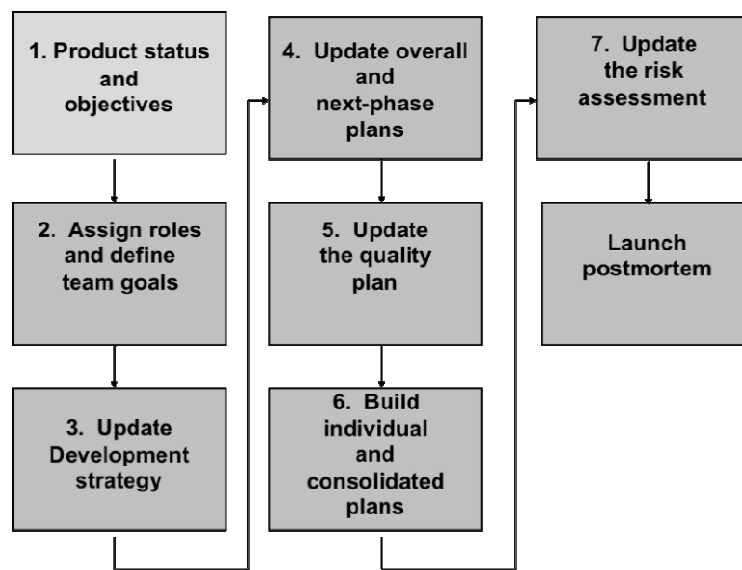 1. Product status
and
objectives
2. Assign roles
and define
team goals
3. Update
Development
strategy
4. Update overall
and
next-phase
plans
5. Update
the quality
plan
6. Build
individual
and
consolidated
plans
7. Update
the risk
assessment
Launch
postmortem